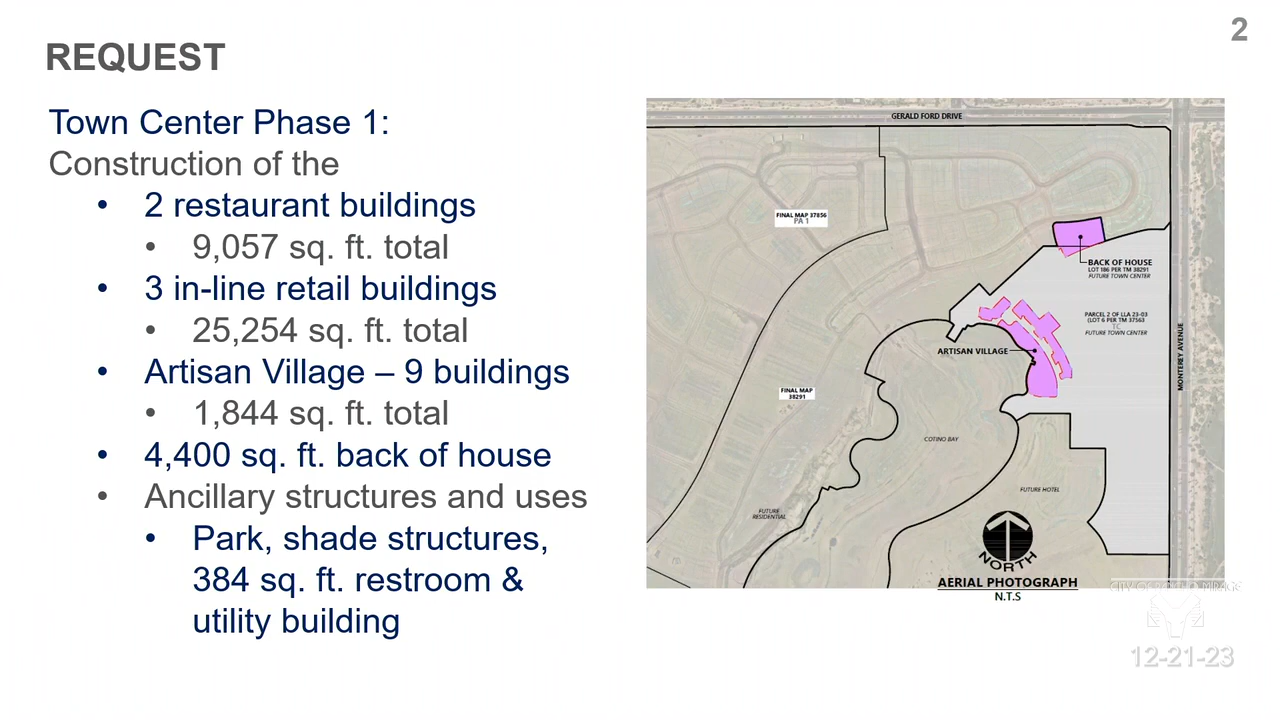 2
REQUEST
Town Center Phase 1:
Construction of the
• 2 restaurant buildings
• 9,057 sq. ft. total
• 3 in-line retail buildings
• 25,254 sq. ft. total
• Artisan Village – 9 buildings
• 1,844 sq. ft. total
• 4,400 sq. ft. back of house
• Ancillary structures and uses
• Park, shade structures,
384 sq. ft. restroom &
utility building
GERALD FORD DRIVE
FINAL MAP 37856
PA 1
BACK OF HOUSE
LOT 186 PER TM 38291
FUTURE TOWN CENTER
PARCEL 2 OF LLA 23-03
(LOT 6 PER TM 37563
TC
FUTURE TOWN CENTER
MONTEREY AVENUE
ARTISAN VILLAGE
FINAL MAP
38291
COTINO BAY
FUTURE HOTEL
FUTURE
RESIDENTIAL
NORTH
AERIAL PHOTOGRAPH
N.T.S
CITY OF MIRAGE
12-21-23